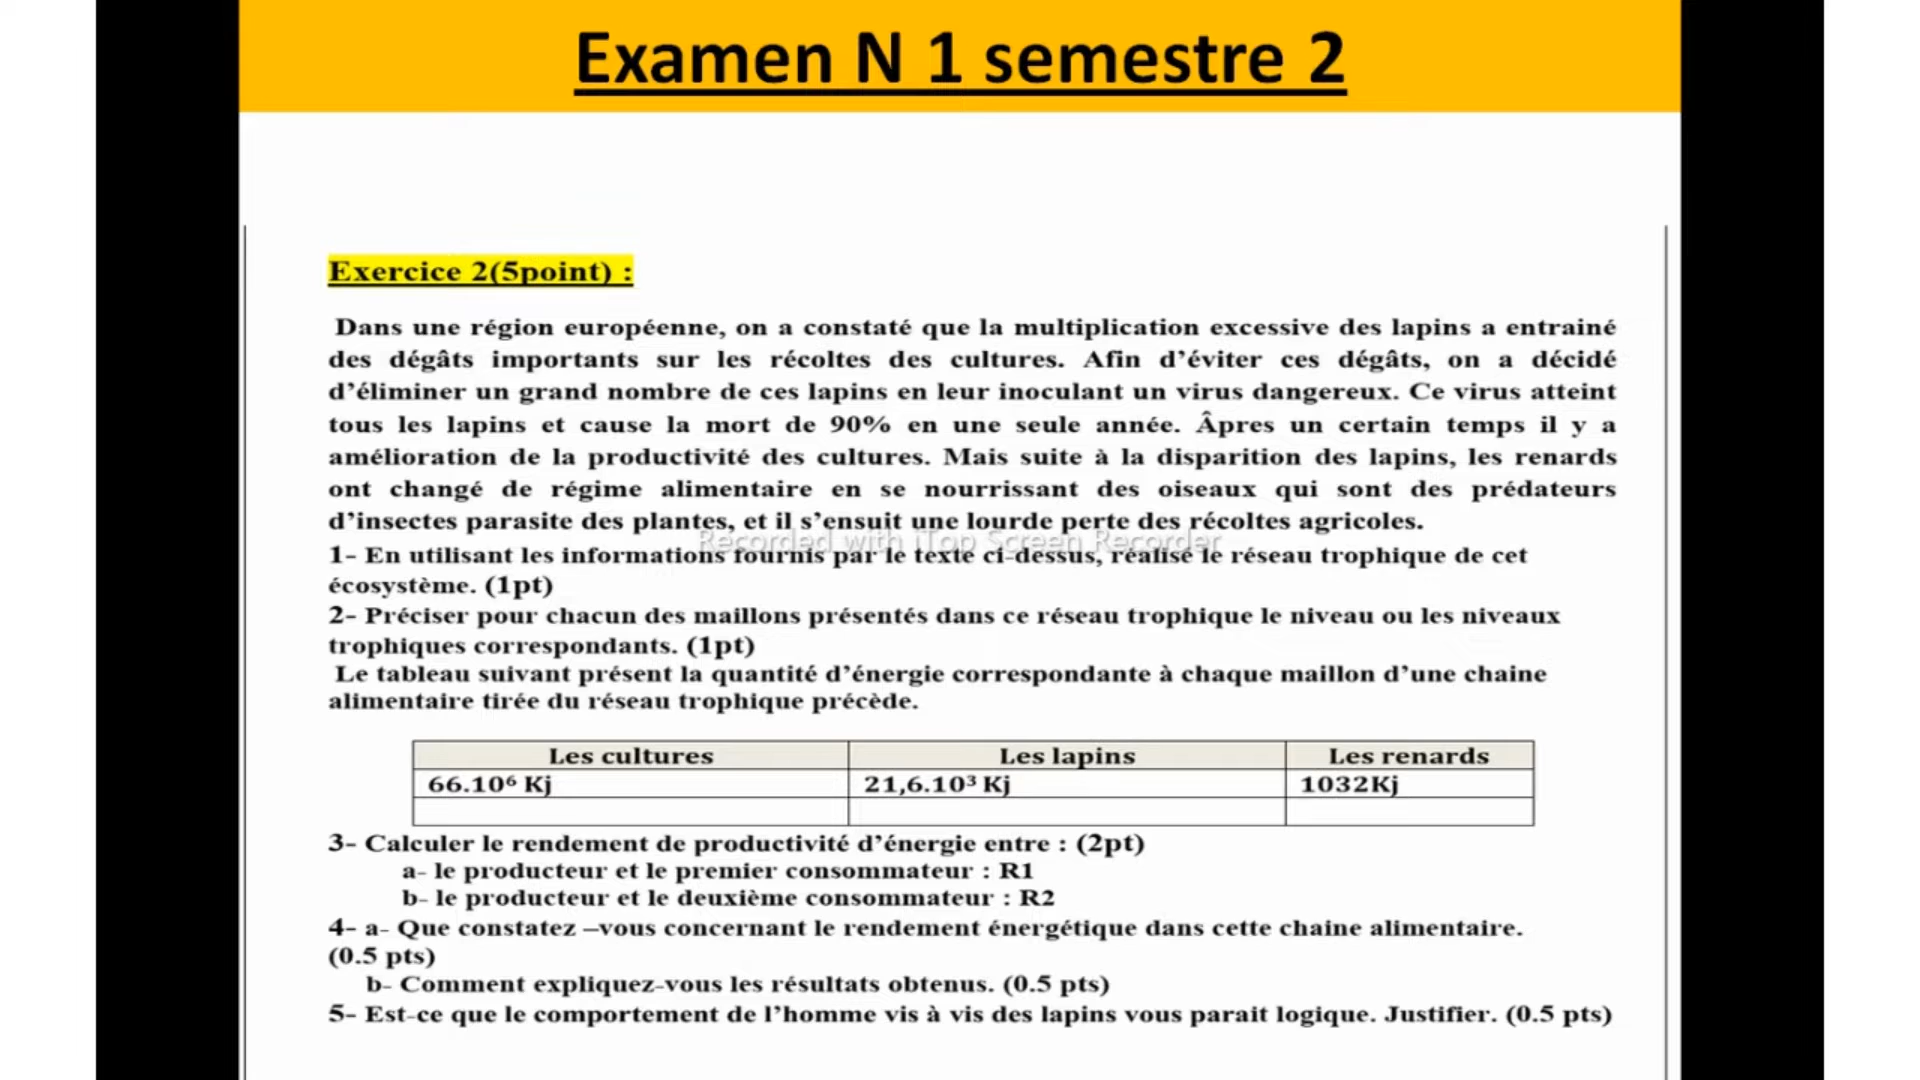 Examen N 1 semestre 2
Exercice 2(5point) :
Dans une région européenne, on a constaté que la multiplication excessive des lapins a entrainé
des dégâts importants sur les récoltes des cultures. Afin d’éviter ces dégâts, on a décidé
d’éliminer un grand nombre de ces lapins en leur inoculant un virus dangereux. Ce virus atteint
tous les lapins et cause la mort de 90% en une seule année. Âpres un certain temps il y a
amélioration de la productivité des cultures. Mais suite à la disparition des lapins, les renards
ont changé de régime alimentaire en se nourrissant des oiseaux qui sont des prédateurs
d’insectes parasite des plantes, et il s’ensuit une lourde perte des récoltes agricoles.
Recorded with iTop Screen Recorder
1- En utilisant les informations fournis par le texte ci-dessus, réalise le réseau trophique de cet
écosystème. (1pt)
2- Préciser pour chacun des maillons présentés dans ce réseau trophique le niveau ou les niveaux
trophiques correspondants. (1pt)
Le tableau suivant présent la quantité d’énergie correspondante à chaque maillon d’une chaine
alimentaire tirée du réseau trophique précède.
Les cultures Les lapins Les renards
66.10⁶ Kj 21,6.10³ Kj 1032Kj
3- Calculer le rendement de productivité d’énergie entre : (2pt)
a- le producteur et le premier consommateur : R1
b- le producteur et le deuxième consommateur : R2
4- a- Que constatez –vous concernant le rendement énergétique dans cette chaine alimentaire.
(0.5 pts)
b- Comment expliquez-vous les résultats obtenus. (0.5 pts)
5- Est-ce que le comportement de l’homme vis à vis des lapins vous parait logique. Justifier. (0.5 pts)